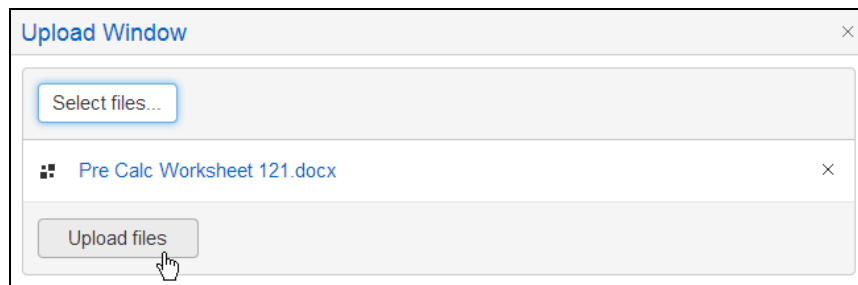 Upload Window
Select files...
Pre Calc Worksheet 121.docx
Upload files